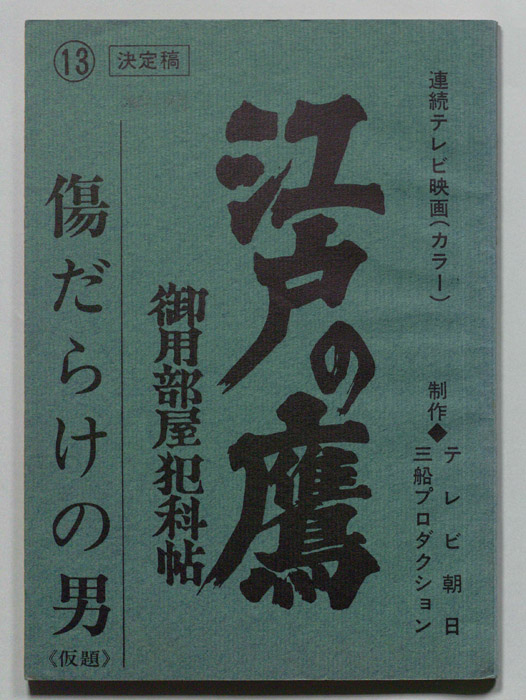 ⑬ 決定稿
連続テレビ映画(カラー)
制作◆テレビ朝日
三船プロダクション
江戸の鷹
御用部屋犯科帖
傷だらけの男
《仮題》